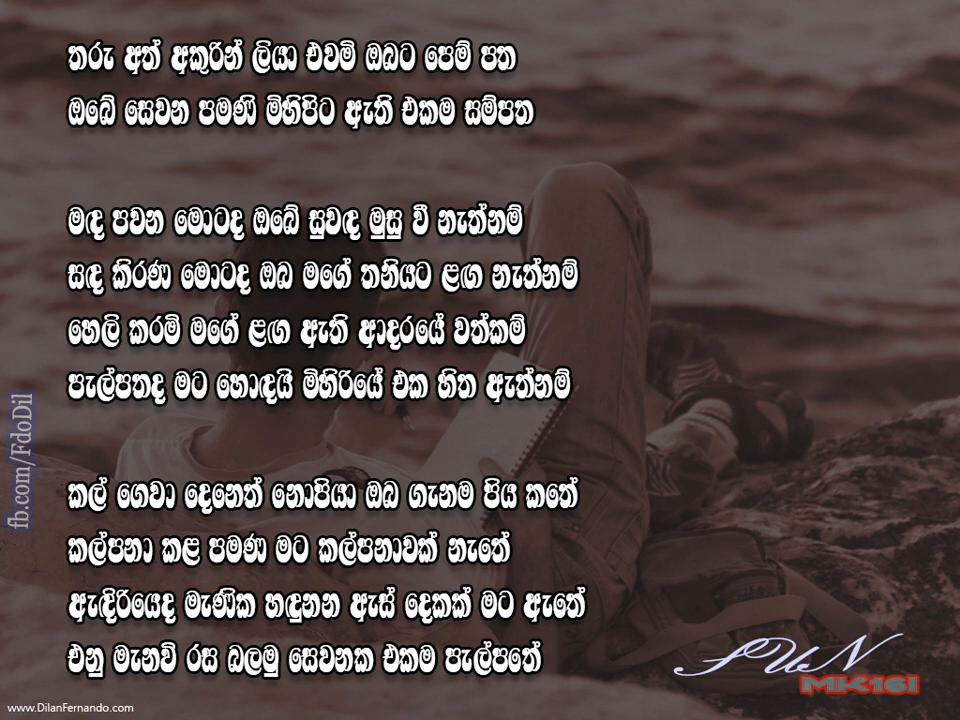 තරු අත් අකුරින් ලියා එවමි ඔබට පෙම් පත
ඔබේ සෙවන පමණි මිහිපිට ඇති එකම සම්පත
මඳ පවන මොටද ඔබේ සුවඳ මුසු වී නැත්නම්
සඳ කිරණ මොටද ඔබ මගේ තනියට ළඟ නැත්නම්
හෙලි කරමි මගේ ළඟ ඇති ආදරයේ වත්කම්
පැල්පතද මට හොඳයි මිහිරියේ එක හිත ඇත්නම්
කල් ගෙවා දෙනෙත් නොපියා ඔබ ගැනම පිය කතේ
කල්පනා කළ පමණ මට කල්පනාවක් නැතේ
ඇඳිරියෙද මැණික හඳුනන ඇස් දෙකක් මට ඇතේ
එනු මැනවි රස බලමු සෙවනක එකම පැල්පතේ
fb.com/FdoDil
SUN
MK16I
www.DilanFernando.com